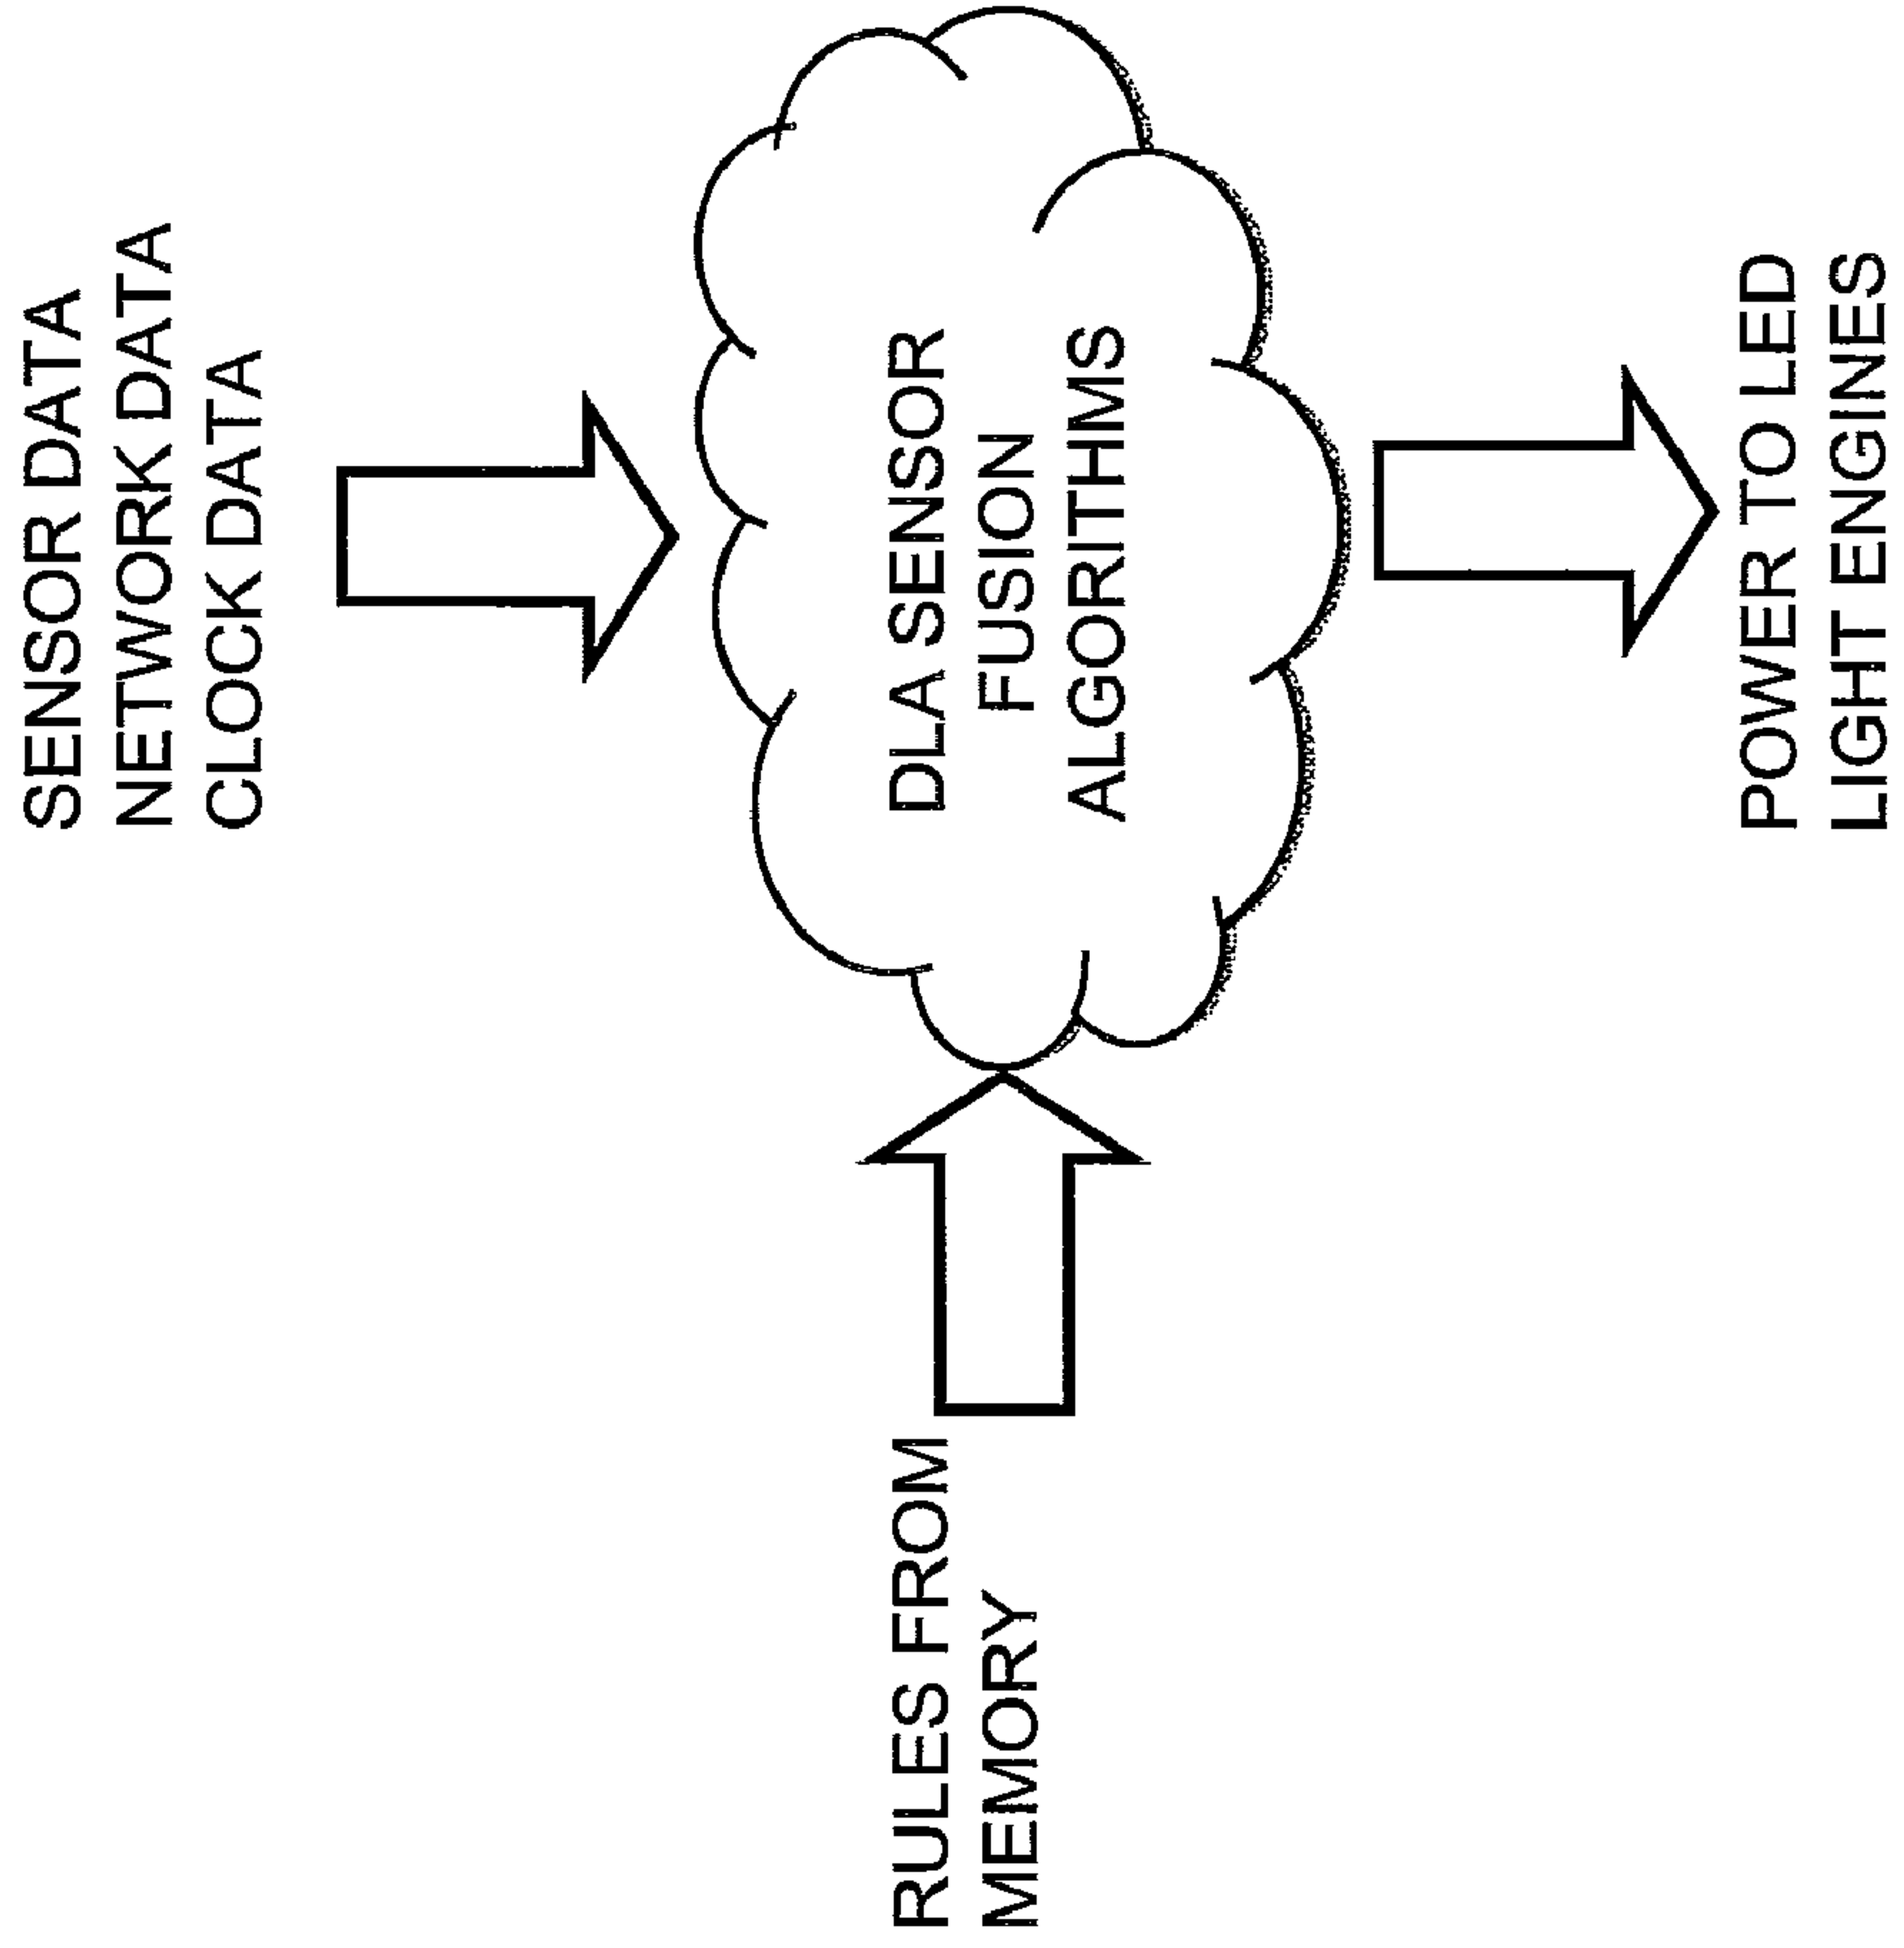 SENSOR DATA
NETWORK DATA
CLOCK DATA
RULES FROM
MEMORY
DLA SENSOR
FUSION
ALGORITHMS
POWER TO LED
LIGHT ENGINES